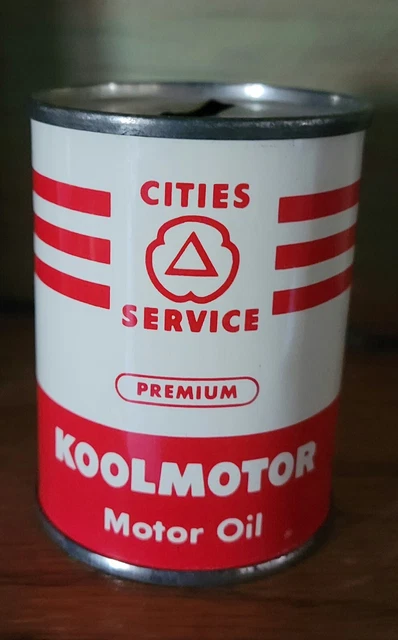 CITIES
SERVICE
PREMIUM
KOOLMOTOR
Motor Oil